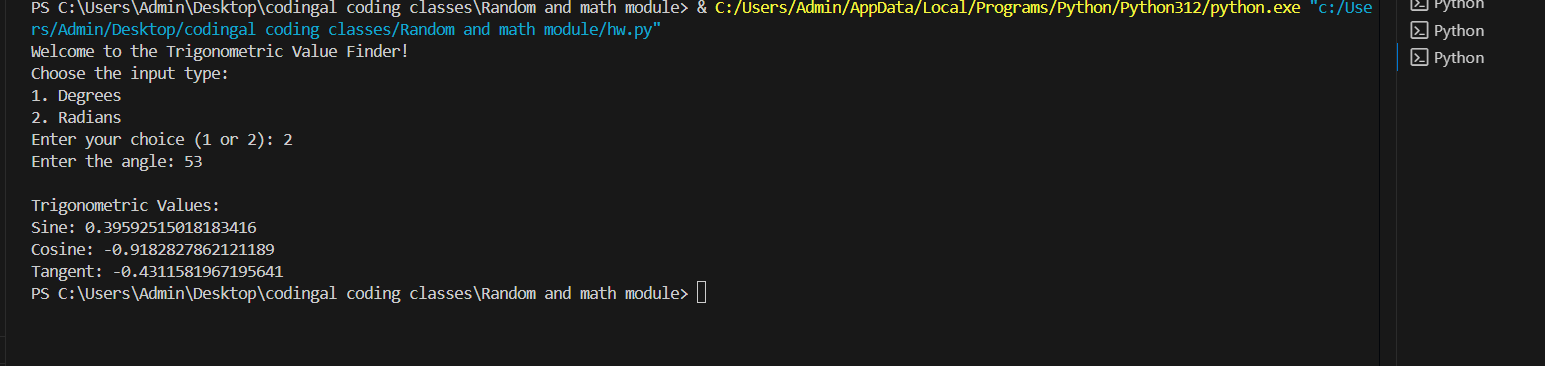 PS C:\Users\Admin\Desktop\codingal coding classes\Random and math module> & C:/Users/Admin/AppData/Local/Programs/Python/Python312/python.exe "c:/Use
rs/Admin/Desktop/codingal coding classes/Random and math module/hw.py"
Welcome to the Trigonometric Value Finder!
Choose the input type:
1. Degrees
2. Radians
Enter your choice (1 or 2): 2
Enter the angle: 53
Trigonometric Values:
Sine: 0.39592515018183416
Cosine: -0.9182827862121189
Tangent: -0.4311581967195641
PS C:\Users\Admin\Desktop\codingal coding classes\Random and math module>
Python
Python
Python